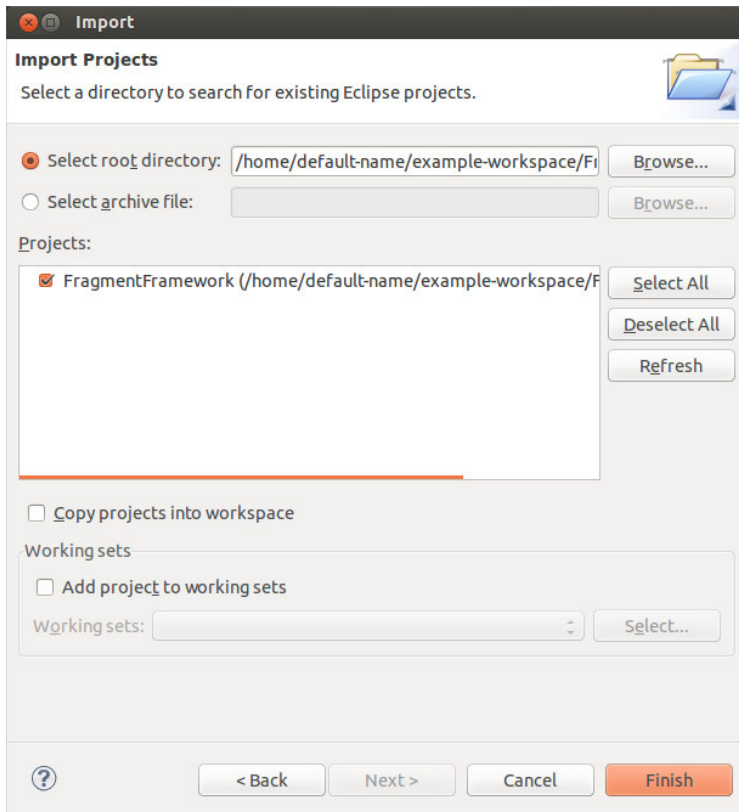 Import
Import Projects
Select a directory to search for existing Eclipse projects.
Select root directory: /home/default-name/example-workspace/Fr Browse...
Select archive file: Browse...
Projects:
FragmentFramework (/home/default-name/example-workspace/F Select All
Deselect All
Refresh
Copy projects into workspace
Working sets
Add project to working sets
Working sets: Select...
? < Back Next > Cancel Finish